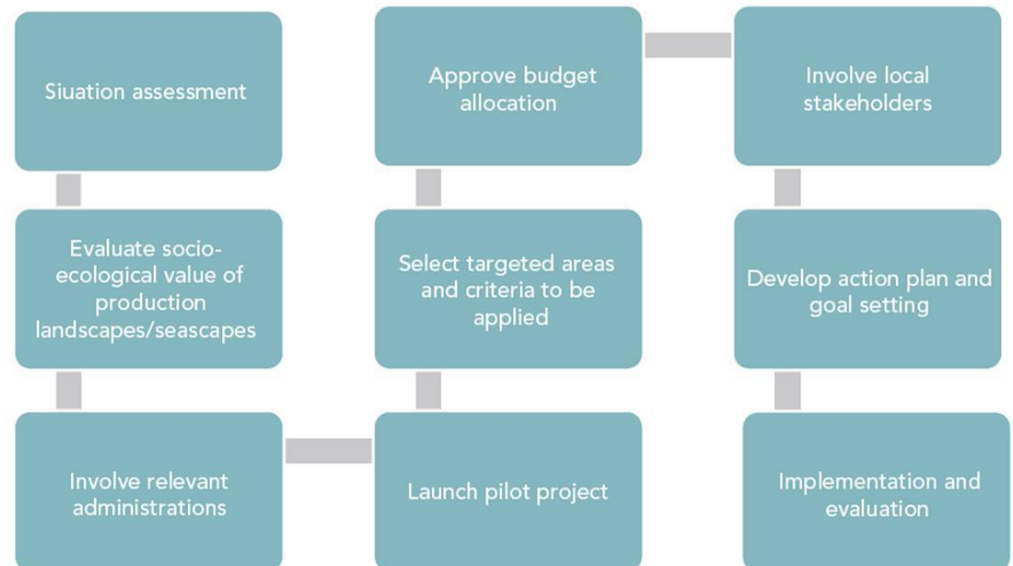 Siuation assessment
Evaluate socio-
ecological value of
production
landscapes/seascapes
Involve relevant
administrations
Launch pilot project
Select targeted areas
and criteria to be
applied
Approve budget
allocation
Involve local
stakeholders
Develop action plan and
goal setting
Implementation and
evaluation